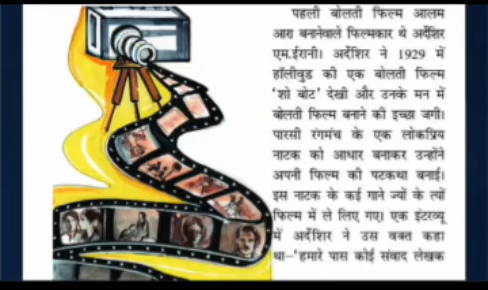 पहली बोलती फिल्म आलम
आरा बनानेवाले फिल्मकार थे अर्देशिर
एम.ईरानी। अर्देशिर ने 1929 में
हॉलीवुड की एक बोलती फिल्म
‘शो बोट’ देखी और उनके मन में
बोलती फिल्म बनाने की इच्छा जगी।
पारसी रंगमंच के एक लोकप्रिय
नाटक को आधार बनाकर उन्होंने
अपनी फिल्म की पटकथा बनाई।
इस नाटक के कई गाने ज्यों के त्यों
फिल्म में ले लिए गए। एक इंटरव्यू
में अर्देशिर ने उस वक्त कहा
था–‘हमारे पास कोई संवाद लेखक